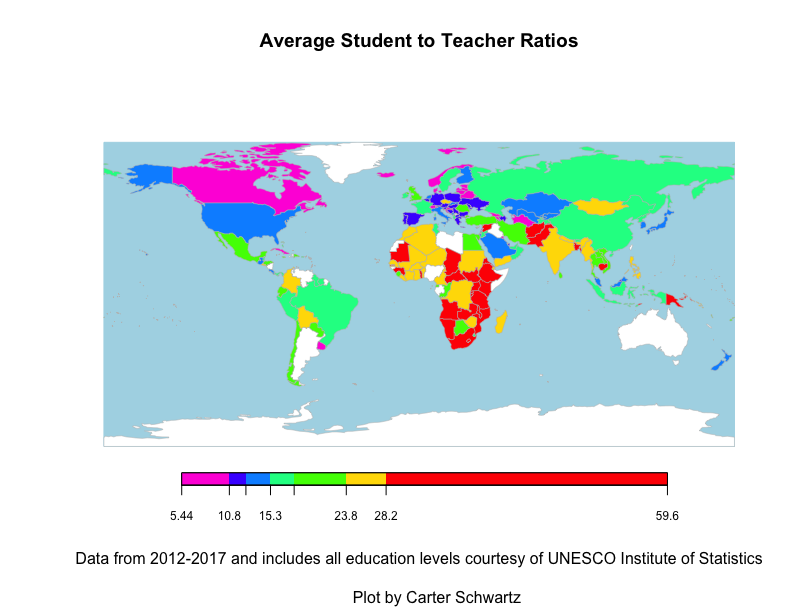 Average Student to Teacher Ratios
5.44 10.8 15.3 23.8 28.2 59.6
Data from 2012-2017 and includes all education levels courtesy of UNESCO Institute of Statistics
Plot by Carter Schwartz